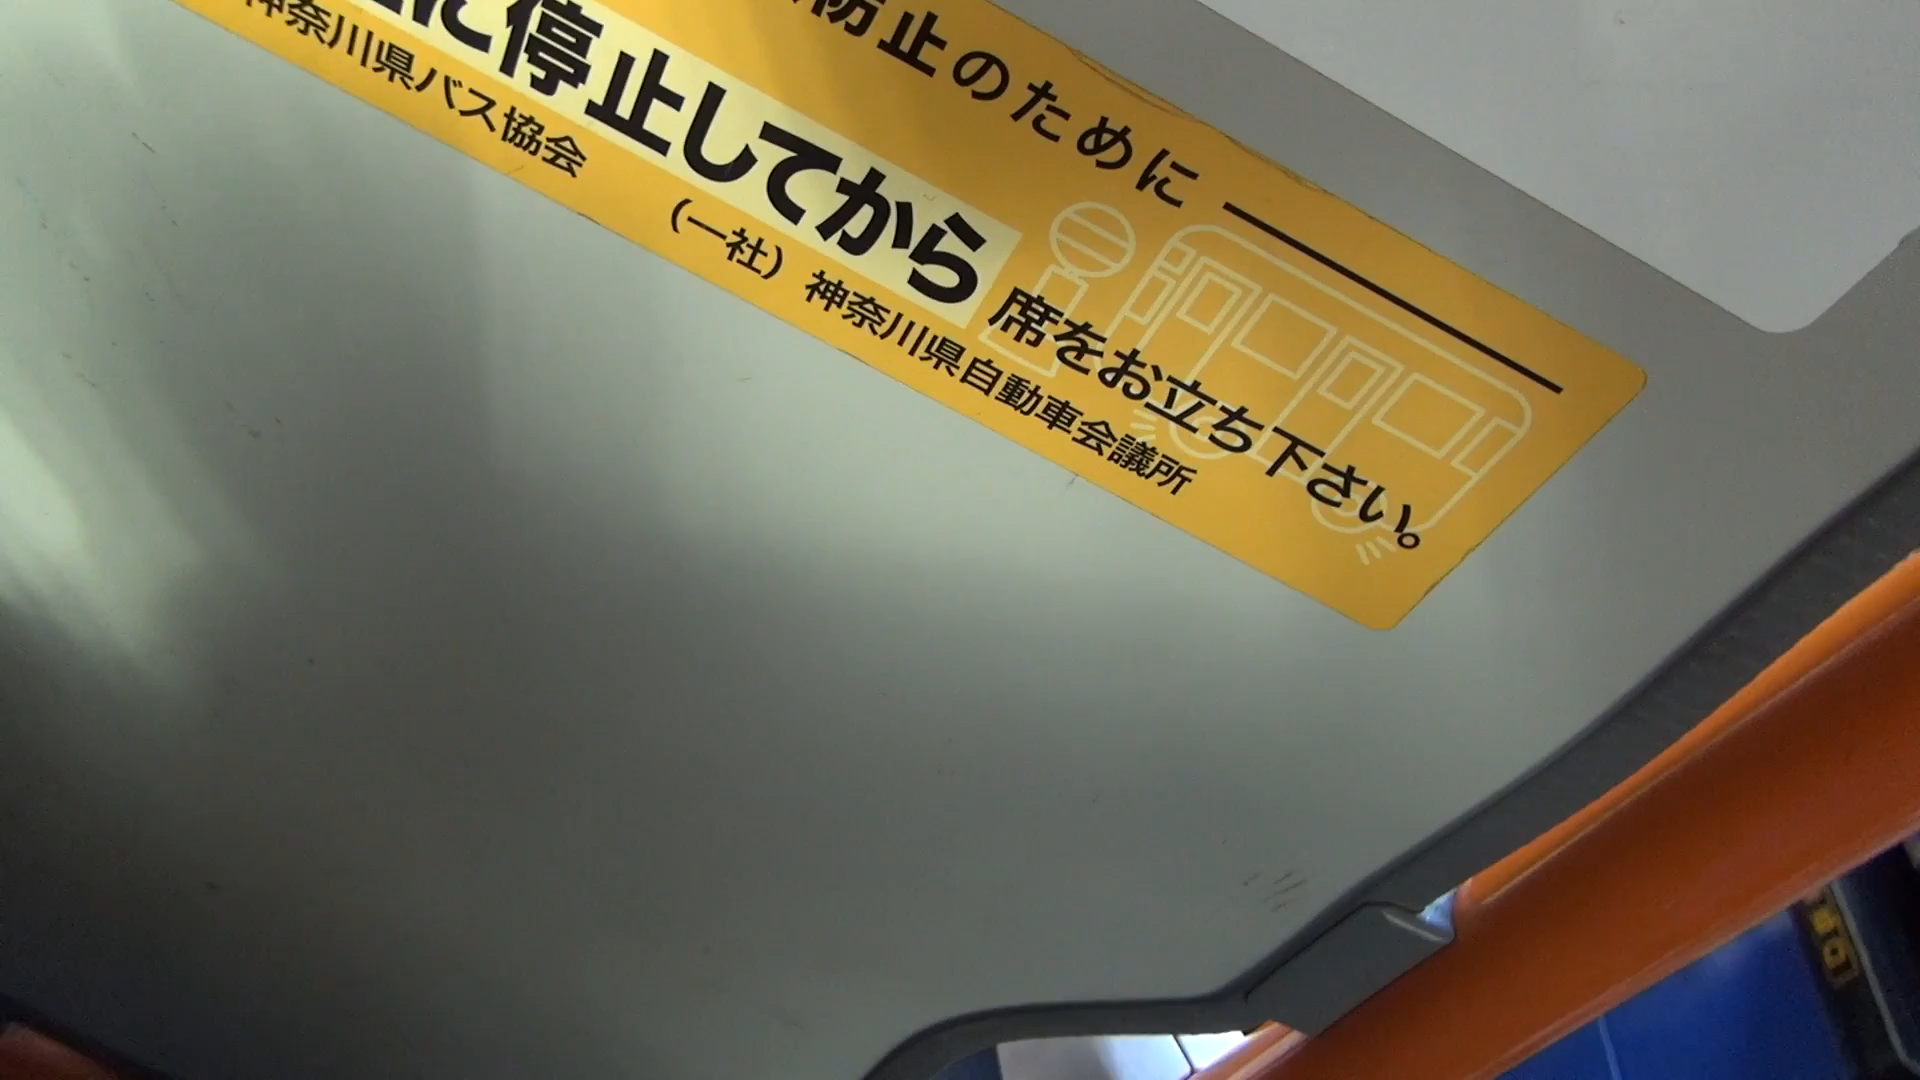 防止のために
に停止してから 席をお立ち下さい。
神奈川県バス協会 (一社) 神奈川県自動車会議所